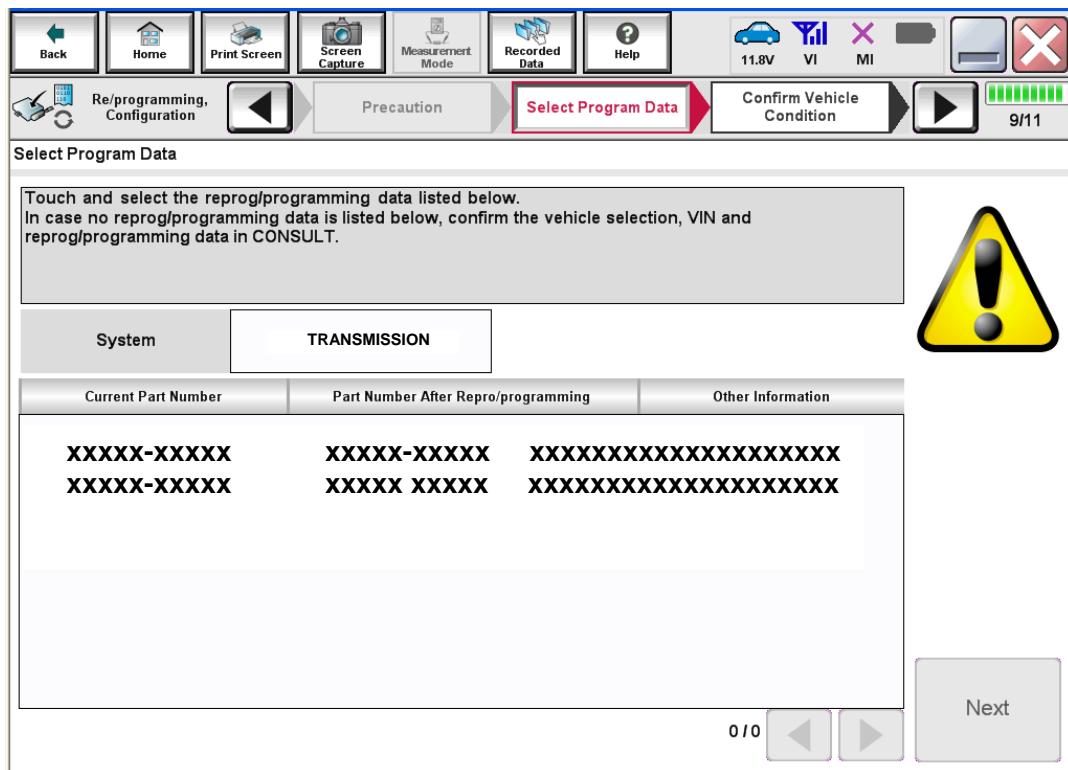 Back
Home
Print Screen
Screen
Capture
Measurement
Mode
Recorded
Data
Help
11.8V
VI
MI
Re/programming,
Configuration
Precaution
Select Program Data
Confirm Vehicle
Condition
9/11
Select Program Data
Touch and select the reprog/programming data listed below.
In case no reprog/programming data is listed below, confirm the vehicle selection, VIN and
reprog/programming data in CONSULT.
System
TRANSMISSION
Current Part Number
Part Number After Repro/programming
Other Information
XXXXX-XXXXX XXXXX-XXXXX XXXXXXXXXXXXXXXXXXXX
XXXXX-XXXXX XXXXX XXXXX XXXXXXXXXXXXXXXXXXXX
Next
0/0